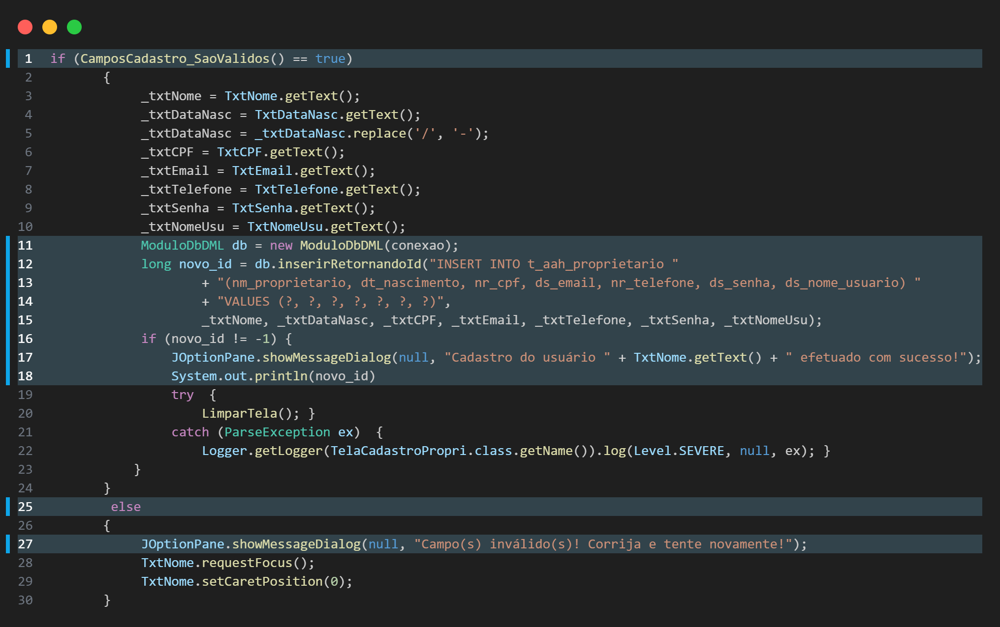 1 if (CamposCadastro_SaoValidos() == true)
2 {
3 _txtNome = TxtNome.getText();
4 _txtDataNasc = TxtDataNasc.getText();
5 _txtDataNasc = _txtDataNasc.replace('/', '-');
6 _txtCPF = TxtCPF.getText();
7 _txtEmail = TxtEmail.getText();
8 _txtTelefone = TxtTelefone.getText();
9 _txtSenha = TxtSenha.getText();
10 _txtNomeUsu = TxtNomeUsu.getText();
11 ModuloDbDML db = new ModuloDbDML(conexao);
12 long novo_id = db.inserirRetornandoId("INSERT INTO t_aah_proprietario "
13 + "(nm_proprietario, dt_nascimento, nr_cpf, ds_email, nr_telefone, ds_senha, ds_nome_usuario) "
14 + "VALUES (?, ?, ?, ?, ?, ?, ?)",
15 _txtNome, _txtDataNasc, _txtCPF, _txtEmail, _txtTelefone, _txtSenha, _txtNomeUsu);
16 if (novo_id != -1) {
17 JOptionPane.showMessageDialog(null, "Cadastro do usuário " + TxtNome.getText() + " efetuado com sucesso!");
18 System.out.println(novo_id)
19 try  {
20 LimparTela(); }
21 catch (ParseException ex)  {
22 Logger.getLogger(TelaCadastroPropri.class.getName()).log(Level.SEVERE, null, ex); }
23 }
24 }
25 else
26 {
27 JOptionPane.showMessageDialog(null, "Campo(s) inválido(s)! Corrija e tente novamente!");
28 TxtNome.requestFocus();
29 TxtNome.setCaretPosition(0);
30 }